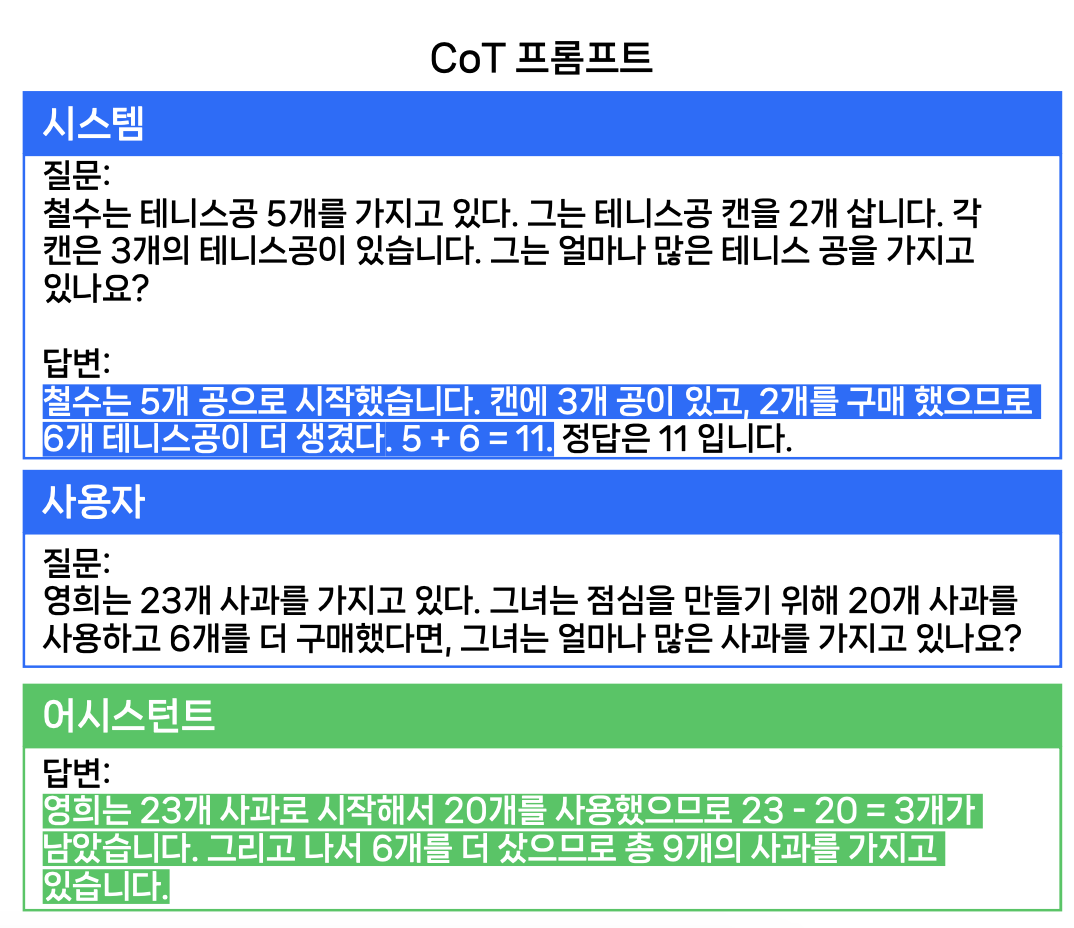 CoT 프롬프트
시스템
질문:
철수는 테니스공 5개를 가지고 있다. 그는 테니스공 캔을 2개 삽니다. 각
캔은 3개의 테니스공이 있습니다. 그는 얼마나 많은 테니스 공을 가지고
있나요?
답변:
철수는 5개 공으로 시작했습니다. 캔에 3개 공이 있고, 2개를 구매 했으므로
6개 테니스공이 더 생겼다. 5 + 6 = 11. 정답은 11 입니다.
사용자
질문:
영희는 23개 사과를 가지고 있다. 그녀는 점심을 만들기 위해 20개 사과를
사용하고 6개를 더 구매했다면, 그녀는 얼마나 많은 사과를 가지고 있나요?
어시스턴트
답변:
영희는 23개 사과로 시작해서 20개를 사용했으므로 23 - 20 = 3개가
남았습니다. 그리고 나서 6개를 더 샀으므로 총 9개의 사과를 가지고
있습니다.